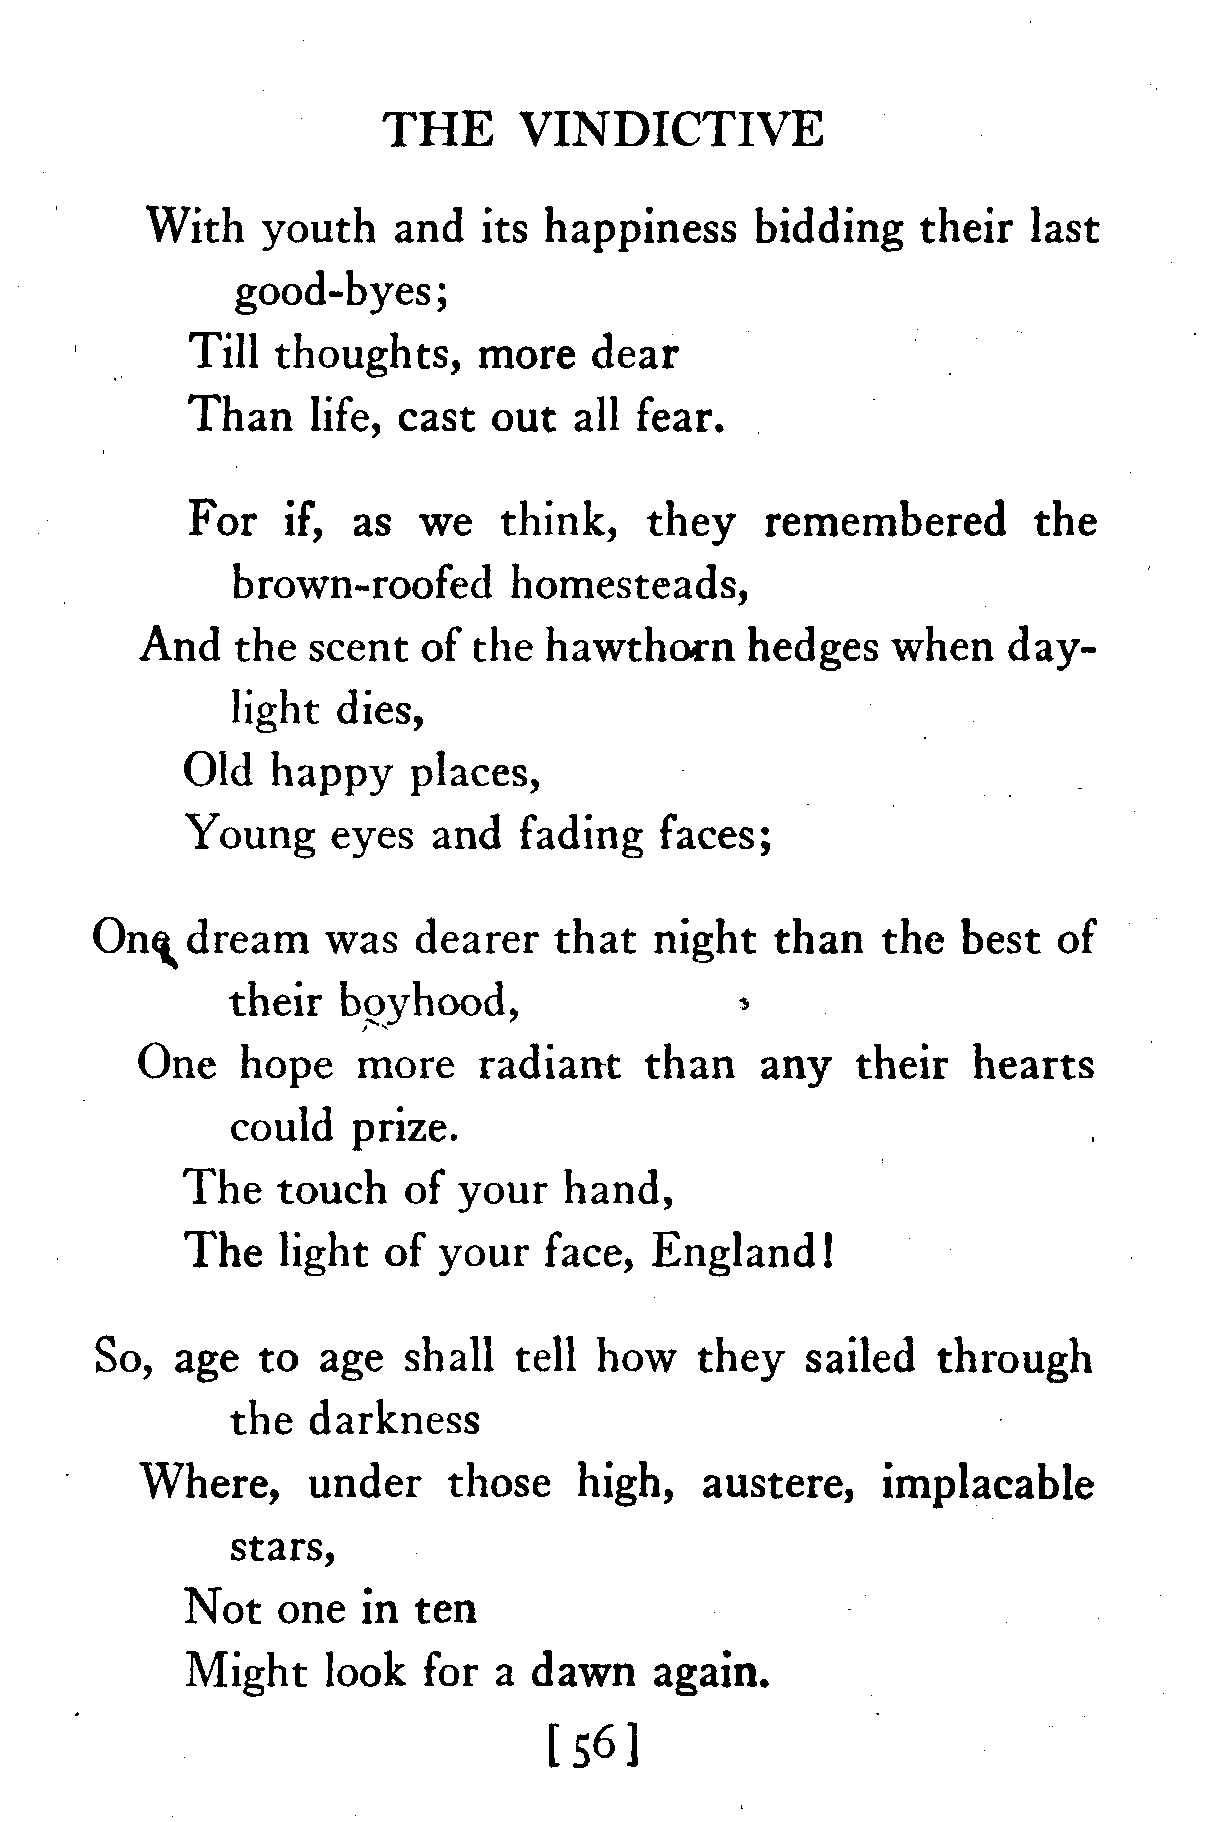 THE VINDICTIVE
With youth and its happiness bidding their last
good-byes;
Till thoughts, more dear
Than life, cast out all fear.
For if, as we think, they remembered the
brown-roofed homesteads,
And the scent of the hawthorn hedges when day-
light dies,
Old happy places,
Young eyes and fading faces;
One dream was dearer that night than the best of
their boyhood,
One hope more radiant than any their hearts
could prize.
The touch of your hand,
The light of your face, England!
So, age to age shall tell how they sailed through
the darkness
Where, under those high, austere, implacable
stars,
Not one in ten
Might look for a dawn again.
[56]